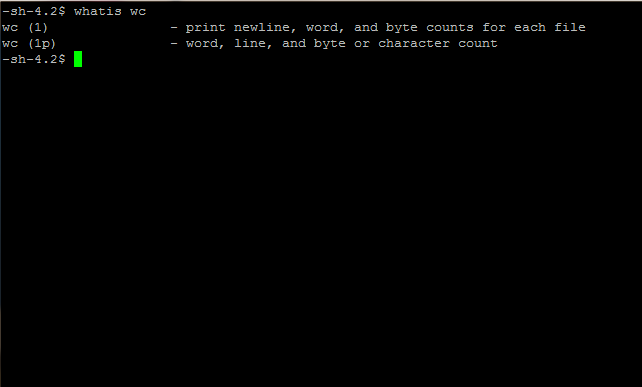 -sh-4.2$ whatis wc
wc (1)               - print newline, word, and byte counts for each file
wc (1p)              - word, line, and byte or character count
-sh-4.2$